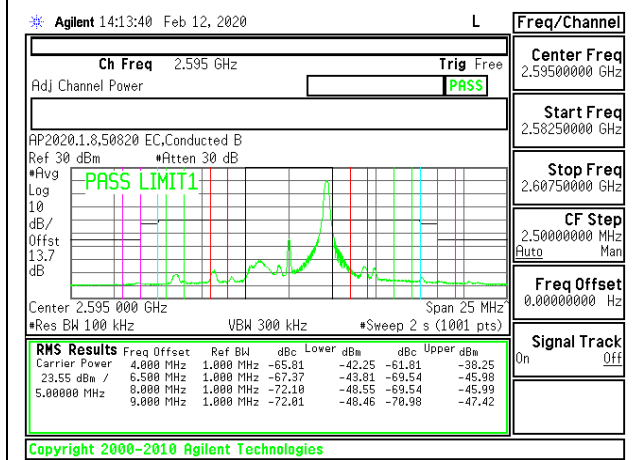 Agilent 14:13:40 Feb 12, 2020 L
Freq/Channel
Ch Freq 2.595 GHz Trig Free
Adj Channel Power PASS
Center Freq
2.59500000 GHz
Start Freq
2.58250000 GHz
Stop Freq
2.60750000 GHz
CF Step
2.50000000 MHz
Auto Man
Freq Offset
0.00000000 Hz
Signal Track
On Off
AP2020.1.8,50820 EC,Conducted B
Ref 30 dBm #Atten 30 dB
#Avg
Log
10
dB/
Offst
13.7
dB
PASS LIMIT1
Center 2.595 000 GHz Span 25 MHz^
#Res BW 100 kHz VBW 300 kHz #Sweep 2 s (1001 pts)
RMS Results Freq Offset Ref BW dBc Lower dBm dBc Upper dBm
Carrier Power 4.000 MHz 1.000 MHz -65.81 -42.25 -61.81 -38.25
23.55 dBm / 6.500 MHz 1.000 MHz -67.37 -43.81 -69.54 -45.98
5.00000 MHz 8.000 MHz 1.000 MHz -72.10 -48.55 -69.54 -45.99
9.000 MHz 1.000 MHz -72.01 -48.46 -70.98 -47.42
Copyright 2000-2010 Agilent Technologies